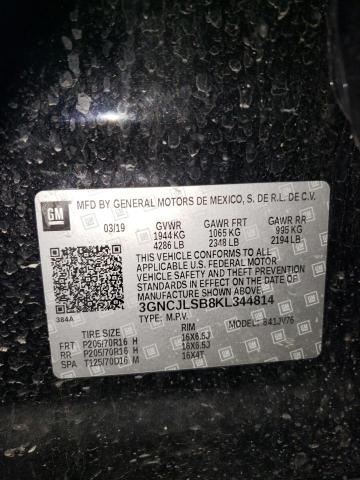 GM
MFD BY GENERAL MOTORS DE MEXICO, S. DE R.L. DE C.V.
03/19 GVWR GAWR FRT GAWR RR
1944 KG 1065 KG 995 KG
4286 LB 2348 LB 2194 LB
THIS VEHICLE CONFORMS TO ALL APPLICABLE U.S. FEDERAL MOTOR
VEHICLE SAFETY, BUMPER, AND THEFT PREVENTION STANDARDS IN
EFFECT ON THE DATE OF MANUFACTURE SHOWN ABOVE.
3GNCJLSB8KL344814
384A TYPE: M.P.V. MODEL: 841JV76
TIRE SIZE RIM
FRT P205/70R16 H 16X6.5J
RR P205/70R16 H 16X6.5J
SPA T125/70D16 M 16X4T